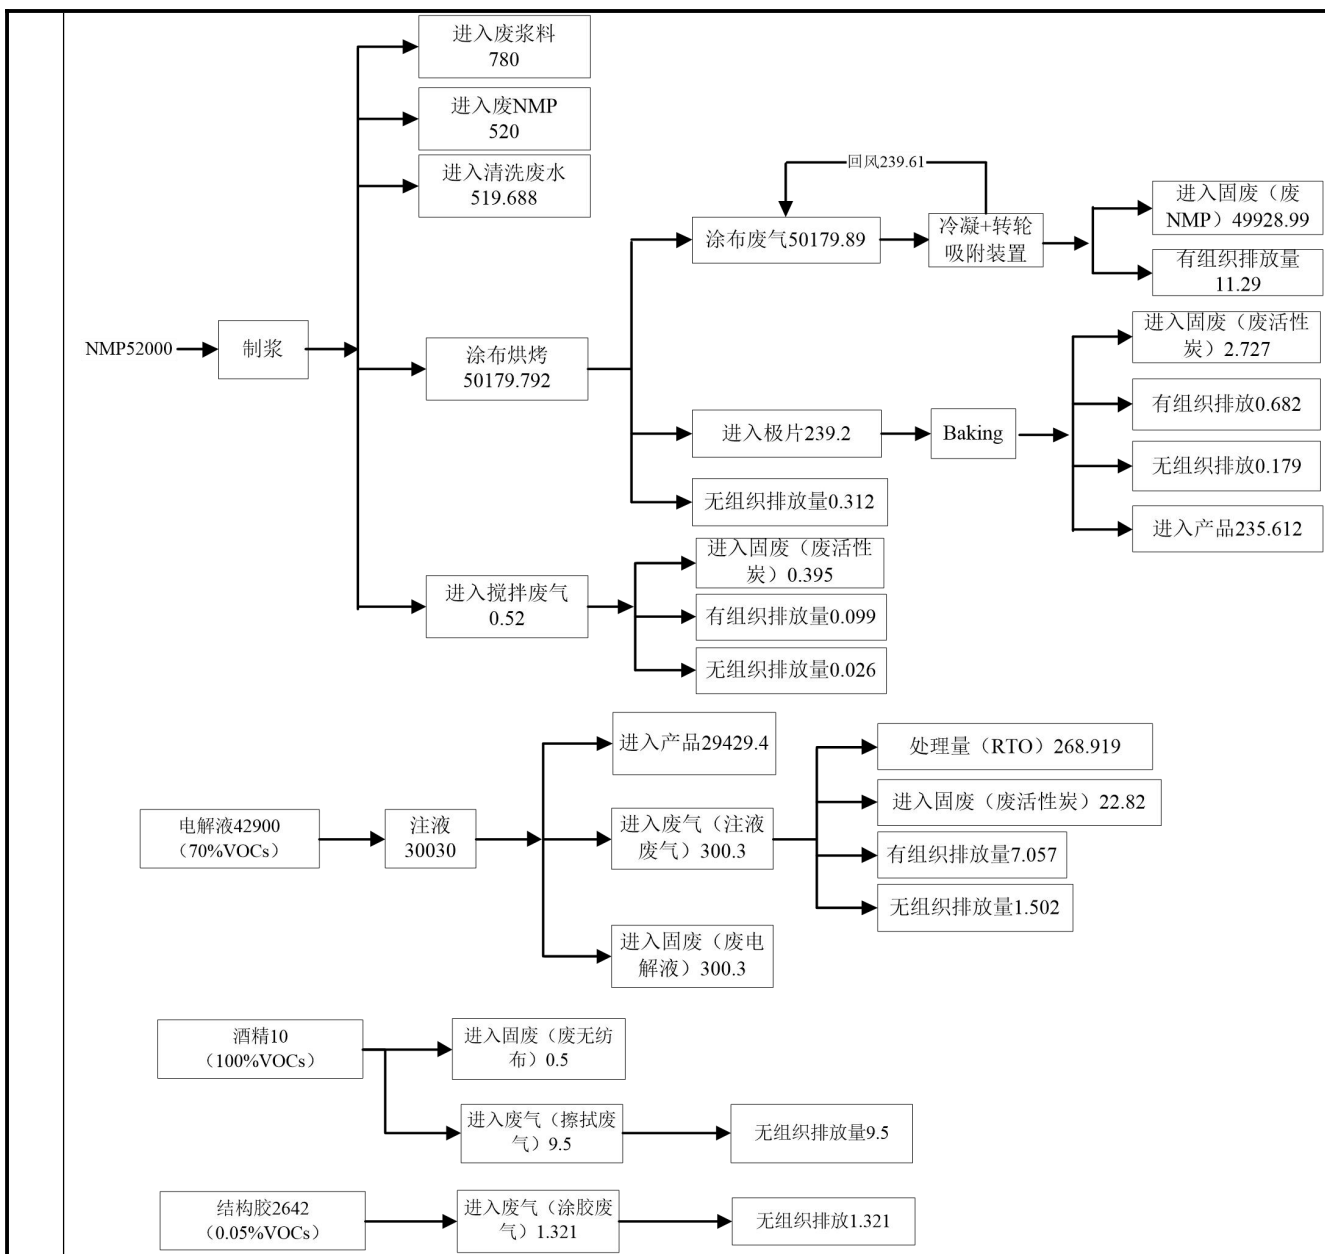 进入废浆料
780
进入废NMP
520
进入清洗废水
519.688
回风239.61
涂布废气50179.89
冷凝+转轮
吸附装置
进入固废（废
NMP）49928.99
有组织排放量
11.29
NMP52000
制浆
涂布烘烤
50179.792
进入极片239.2
Baking
进入固废（废活性
炭）2.727
有组织排放0.682
无组织排放0.179
进入产品235.612
无组织排放量0.312
进入搅拌废气
0.52
进入固废（废活性
炭）0.395
有组织排放量0.099
无组织排放量0.026
电解液42900
（70%VOCs）
注液
30030
进入产品29429.4
进入废气（注液
废气）300.3
进入固废（废电
解液）300.3
处理量（RTO）268.919
进入固废（废活性炭）22.82
有组织排放量7.057
无组织排放量1.502
酒精10
（100%VOCs）
进入固废（废无纺
布）0.5
进入废气（擦拭废
气）9.5
无组织排放量9.5
结构胶2642
（0.05%VOCs）
进入废气（涂胶废
气）1.321
无组织排放1.321